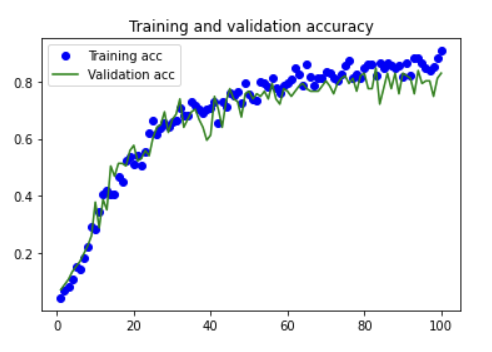 Training and validation accuracy
Training acc
Validation acc
0.8
0.6
0.4
0.2
0 20 40 60 80 100